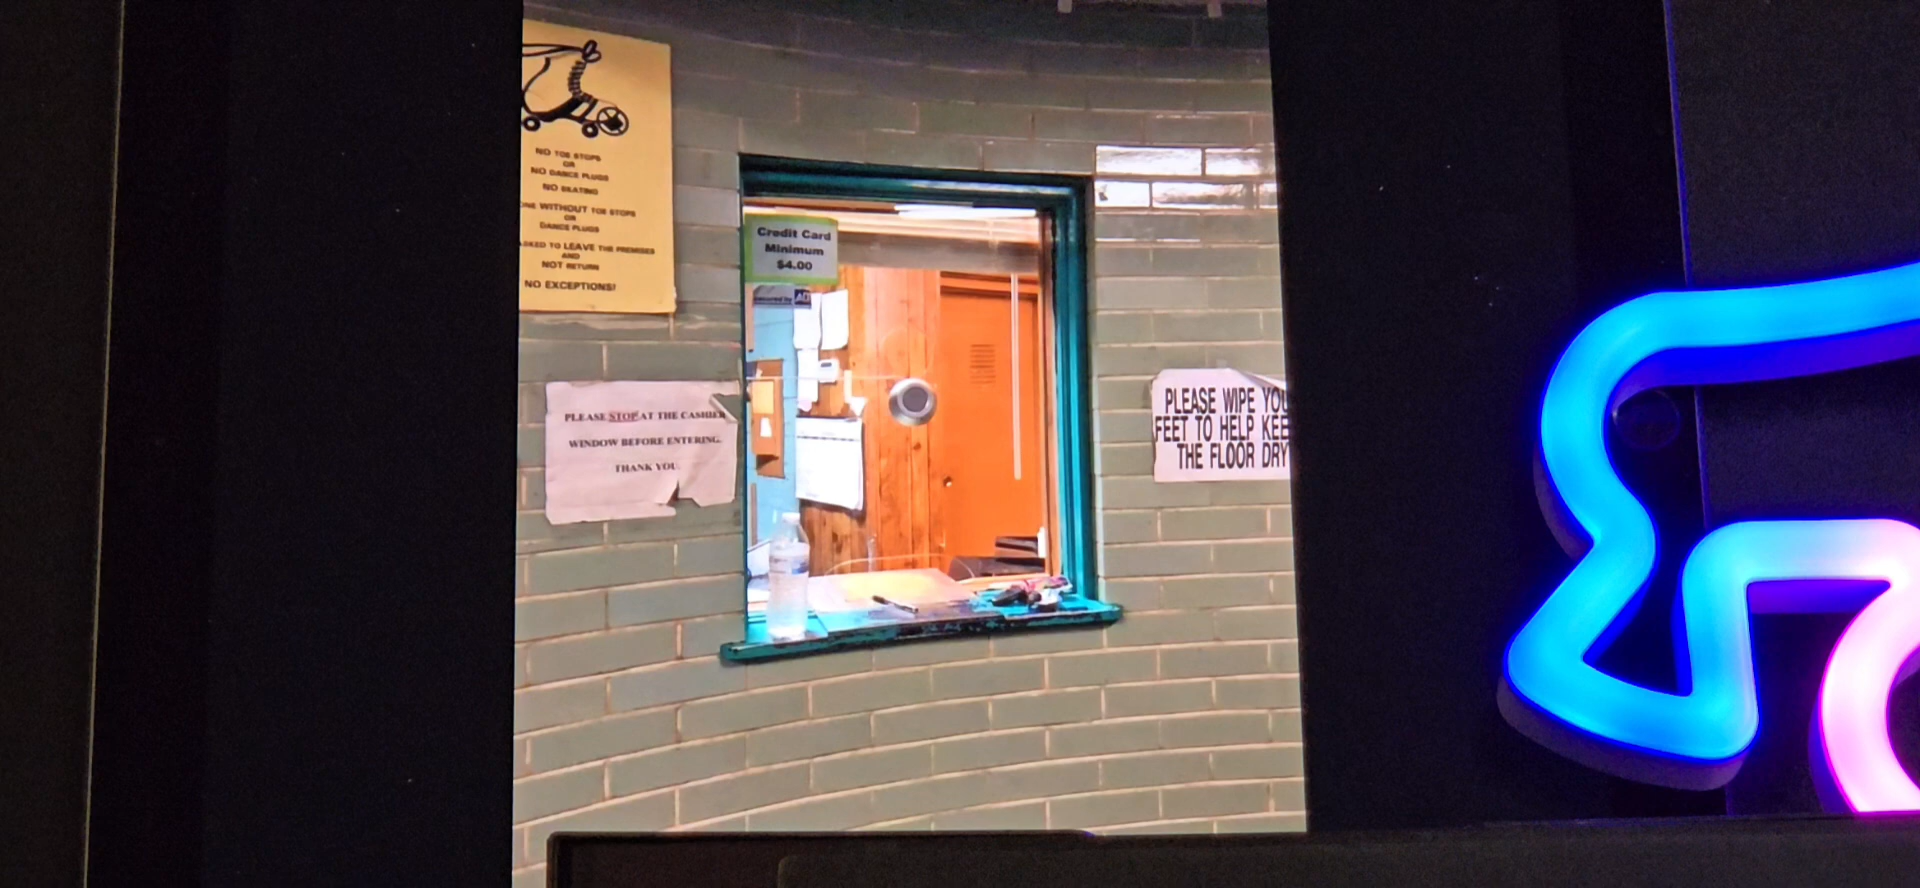 NO TOE STOPS
OR
NO DANCE PLUGS
NO SKATING
ONE WITHOUT TOE STOPS
OR
DANCE PLUGS
ASKED TO LEAVE THE PREMISES
AND
NOT RETURN
NO EXCEPTIONS!
Credit Card
Minimum
$4.00
PLEASE STOP AT THE CASHIER
WINDOW BEFORE ENTERING.
THANK YOU.
PLEASE WIPE YOU
FEET TO HELP KEE
THE FLOOR DRY